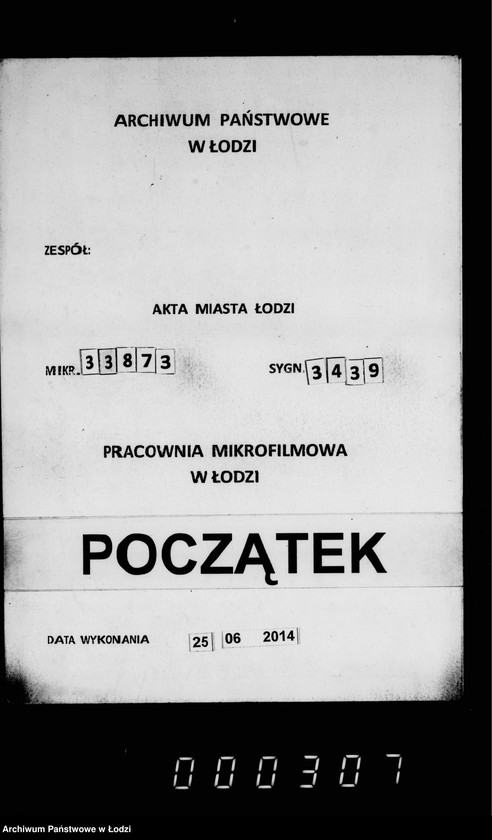 ARCHIWUM PAŃSTWOWE
W ŁODZI
ZESPÓŁ:
AKTA MIASTA ŁODZI
MIKR. 33873 SYGN. 3439
PRACOWNIA MIKROFILMOWA
W ŁODZI
POCZĄTEK
DATA WYKONANIA 25 06 2014
000307
Archiwum Państwowe w Łodzi